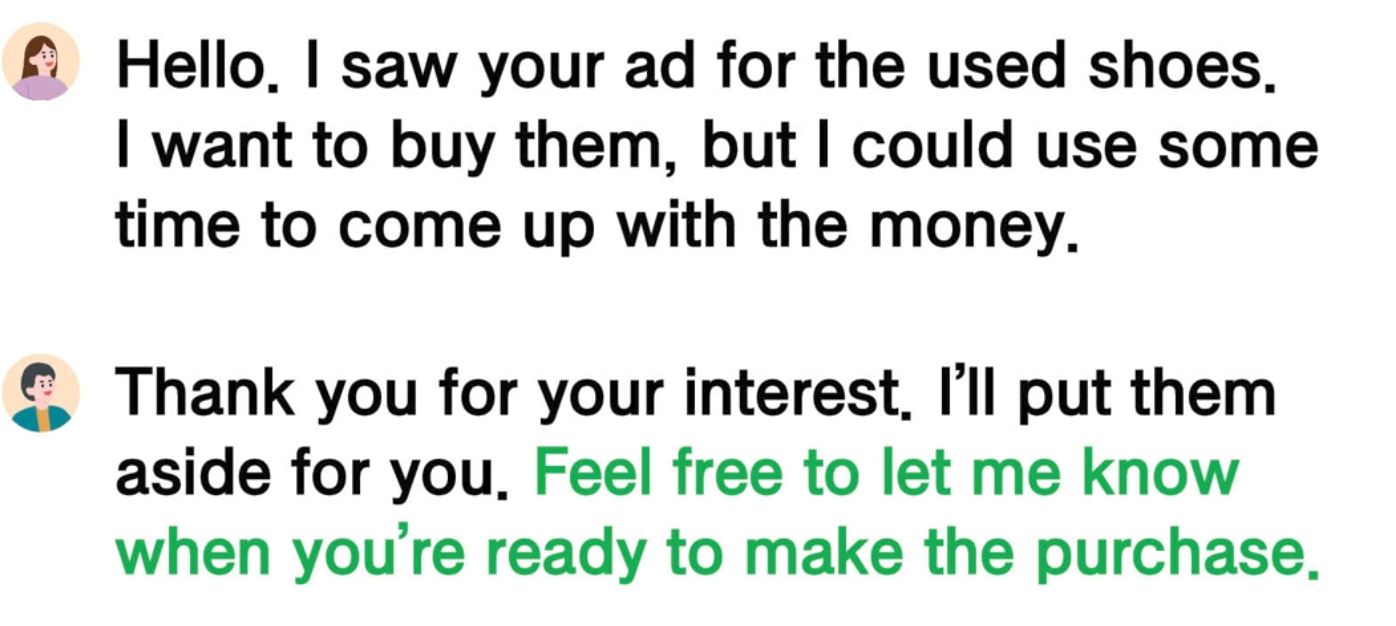 Hello. I saw your ad for the used shoes.
I want to buy them, but I could use some
time to come up with the money.
Thank you for your interest. I’ll put them
aside for you. Feel free to let me know
when you’re ready to make the purchase.